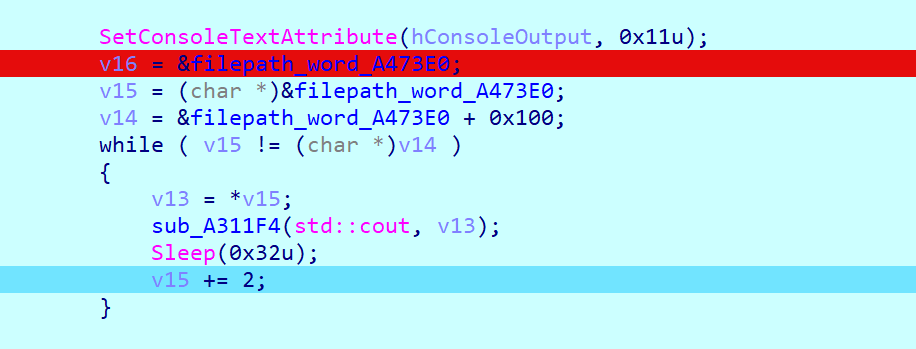 SetConsoleTextAttribute(hConsoleOutput, 0x11u);
v16 = &filepath_word_A473E0;
v15 = (char *)&filepath_word_A473E0;
v14 = &filepath_word_A473E0 + 0x100;
while ( v15 != (char *)v14 )
{
v13 = *v15;
sub_A311F4(std::cout, v13);
Sleep(0x32u);
v15 += 2;
}